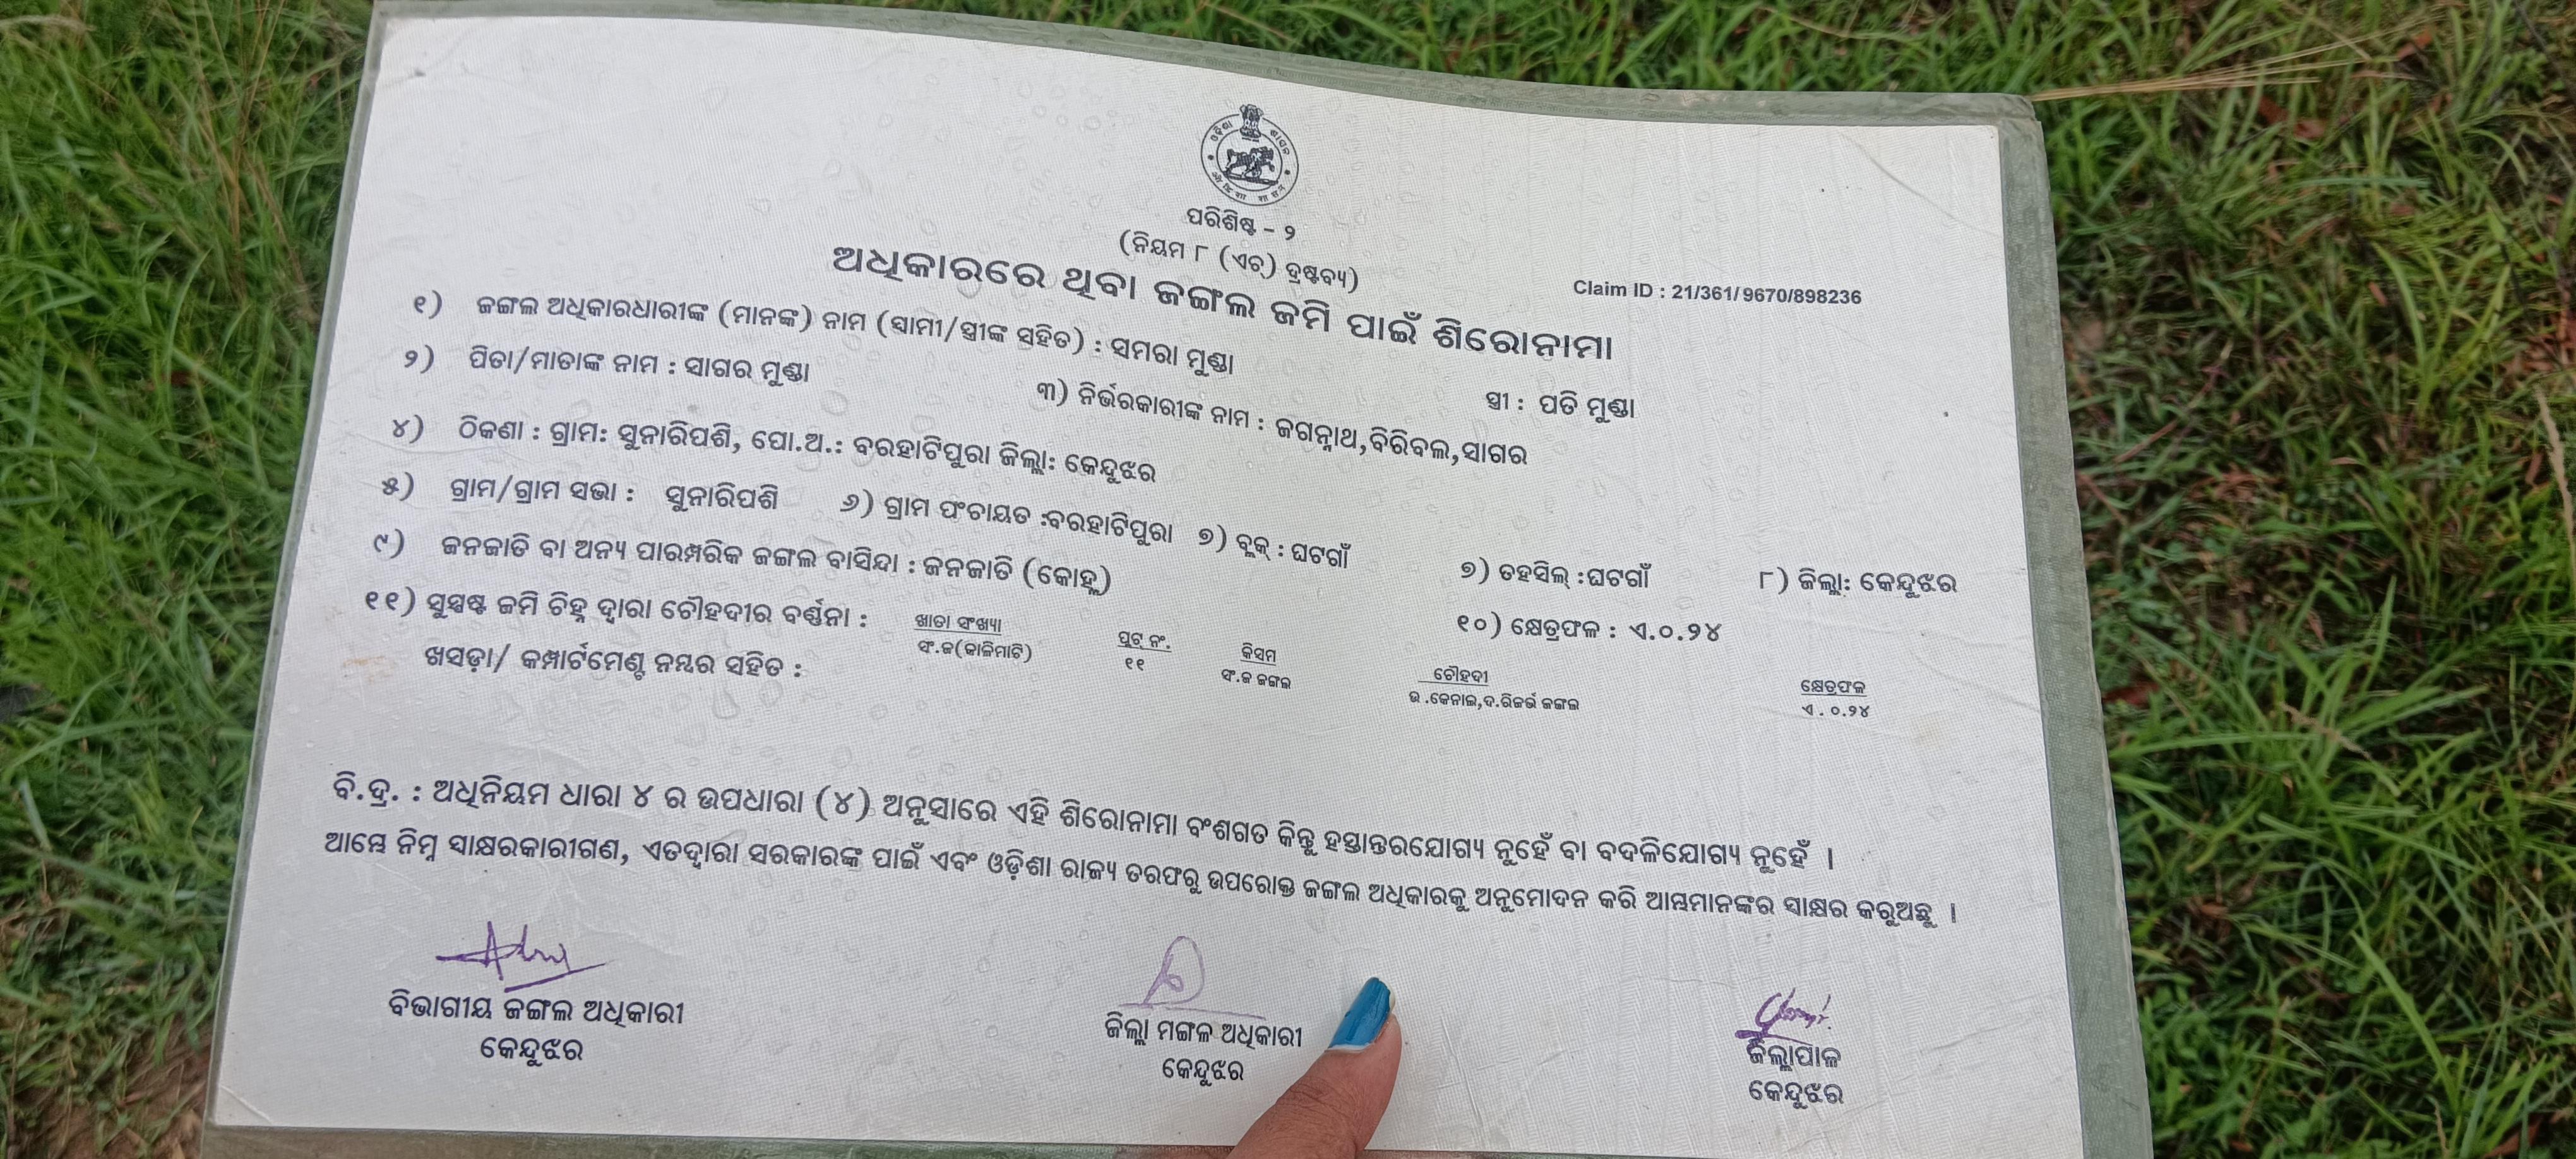 ଓଡ଼ିଶା ଶାସନ
ପରିଶିଷ୍ଟ - ୨
(ନିୟମ ୮ (ଏଚ୍) ଦ୍ରଷ୍ଟବ୍ୟ)
ଅଧିକାରରେ ଥିବା ଜଙ୍ଗଲ ଜମି ପାଇଁ ଶିରୋନାମା
Claim ID : 21/361/9670/898236
୧) ଜଙ୍ଗଲ ଅଧିକାରଧାରୀଙ୍କ (ମାନଙ୍କ) ନାମ (ସ୍ୱାମୀ/ସ୍ତ୍ରୀଙ୍କ ସହିତ) : ସମରା ମୁଣ୍ଡା ସ୍ତ୍ରୀ : ପତି ମୁଣ୍ଡା
୨) ପିତା/ମାତାଙ୍କ ନାମ : ସାଗର ମୁଣ୍ଡା ୩) ନିର୍ଭରକାରୀଙ୍କ ନାମ : ଜଗନ୍ନାଥ,ବିରିବଲ,ସାଗର
୪) ଠିକଣା : ଗ୍ରାମ: ସୁନାରିପଶି, ପୋ.ଅ.: ବରହାଟିପୁରା ଜିଲ୍ଲା: କେନ୍ଦୁଝର
୫) ଗ୍ରାମ/ଗ୍ରାମ ସଭା : ସୁନାରିପଶି ୬) ଗ୍ରାମ ପଂଚାୟତ :ବରହାଟିପୁରା ୭) ବ୍ଲକ୍ : ଘଟଗାଁ ୭) ତହସିଲ୍ :ଘଟଗାଁ ୮) ଜିଲ୍ଲା: କେନ୍ଦୁଝର
୯) ଜନଜାତି ବା ଅନ୍ୟ ପାରମ୍ପରିକ ଜଙ୍ଗଲ ବାସିନ୍ଦା : ଜନଜାତି (କୋହ୍ଲ) ୧୦) କ୍ଷେତ୍ରଫଳ : ଏ.୦.୨୪
୧୧) ସୁସ୍ପଷ୍ଟ ଜମି ଚିହ୍ନ ଦ୍ୱାରା ଚୌହଦୀର ବର୍ଣ୍ଣନା : ଖାତା ସଂଖ୍ୟା ପ୍ଲଟ୍ ନଂ. କିସମ ଚୌହଦୀ କ୍ଷେତ୍ରଫଳ
ଖସଡ଼ା/ କମ୍ପାର୍ଟମେଣ୍ଟ ନମ୍ବର ସହିତ : ସଂ.ଜ(କାଳିମାଟି) ୧୧ ସଂ.ଜ ଜଙ୍ଗଲ ଉ .କେନାଲ,ଦ.ରିଜର୍ଭ ଜଙ୍ଗଲ ଏ . ୦.୨୪
ବି.ଦ୍ର. : ଅଧିନିୟମ ଧାରା ୪ ର ଉପଧାରା (୪) ଅନୁସାରେ ଏହି ଶିରୋନାମା ବଂଶଗତ କିନ୍ତୁ ହସ୍ତାନ୍ତରଯୋଗ୍ୟ ନୁହେଁ ବା ବଦଳିଯୋଗ୍ୟ ନୁହେଁ ।
ଆମ୍ଭେ ନିମ୍ନ ସାକ୍ଷରକାରୀଗଣ, ଏତଦ୍ୱାରା ସରକାରଙ୍କ ପାଇଁ ଏବଂ ଓଡ଼ିଶା ରାଜ୍ୟ ତରଫରୁ ଉପରୋକ୍ତ ଜଙ୍ଗଲ ଅଧିକାରକୁ ଅନୁମୋଦନ କରି ଆମ୍ଭମାନଙ୍କର ସାକ୍ଷର କରୁଅଛୁ ।
ବିଭାଗୀୟ ଜଙ୍ଗଲ ଅଧିକାରୀ ଜିଲ୍ଲା ମଙ୍ଗଳ ଅଧିକାରୀ ଜିଲ୍ଲାପାଳ
କେନ୍ଦୁଝର କେନ୍ଦୁଝର କେନ୍ଦୁଝର